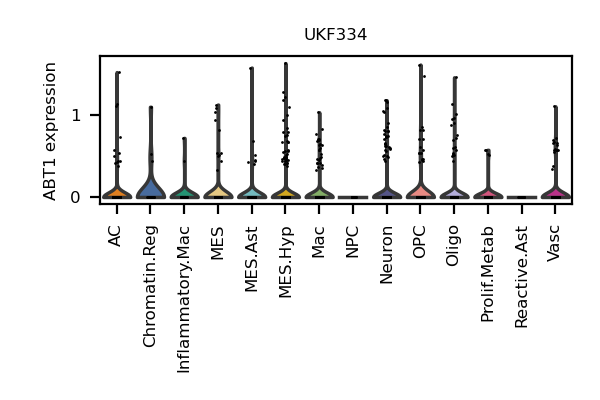 UKF334
ABT1 expression
1
0
AC
Chromatin.Reg
Inflammatory.Mac
MES
MES.Ast
MES.Hyp
Mac
NPC
Neuron
OPC
Oligo
Prolif.Metab
Reactive.Ast
Vasc